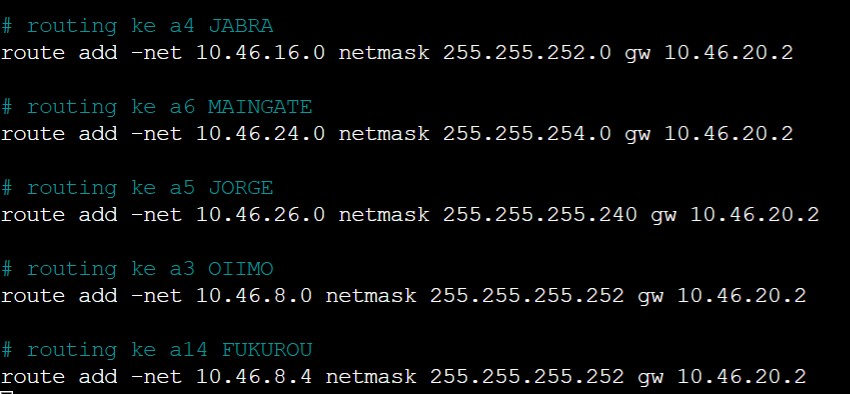 # routing ke a4 JABRA
route add -net 10.46.16.0 netmask 255.255.252.0 gw 10.46.20.2
# routing ke a6 MAINGATE
route add -net 10.46.24.0 netmask 255.255.254.0 gw 10.46.20.2
# routing ke a5 JORGE
route add -net 10.46.26.0 netmask 255.255.255.240 gw 10.46.20.2
# routing ke a3 OIIMO
route add -net 10.46.8.0 netmask 255.255.255.252 gw 10.46.20.2
# routing ke a14 FUKUROU
route add -net 10.46.8.4 netmask 255.255.255.252 gw 10.46.20.2